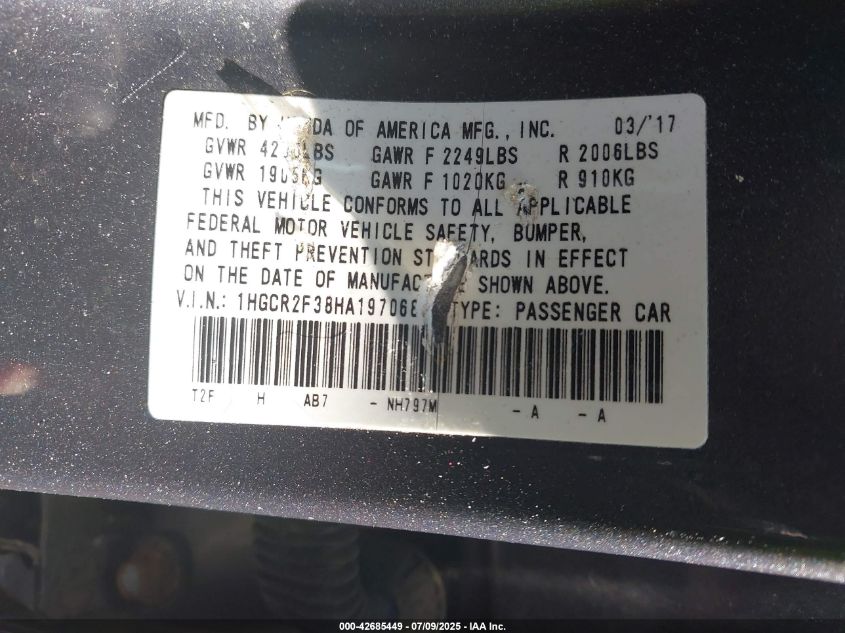 MFD. BY OF AMERICA MFG., INC. 03/'17
GVWR GAWR F 2249LBS R 2006LBS
GVWR GAWR F 1020KG R 910KG
THIS VEHICLE CONFORMS TO ALL APPLICABLE
FEDERAL MOTOR VEHICLE SAFETY, BUMPER,
AND THEFT PREVENTION IN EFFECT
ON THE DATE OF SHOWN ABOVE.
V.I.N.: TYPE: PASSENGER CAR
T2F H AB7 - NH797M - A - A
000-42685449 | 07/09/2025 - IAA Inc.